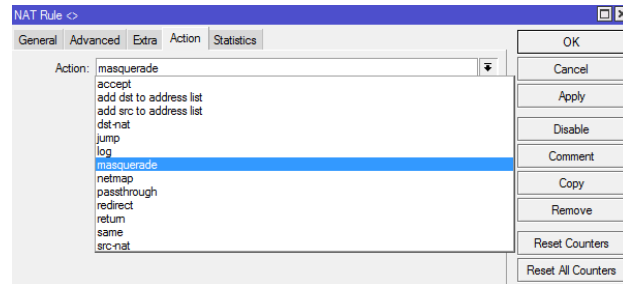 NAT Rule <>
General Advanced Extra Action Statistics
OK
Action: masquerade
Cancel
accept
add dst to address list
add src to address list
dst-nat
jump
log
masquerade
netmap
passthrough
redirect
return
same
src-nat
Apply
Disable
Comment
Copy
Remove
Reset Counters
Reset All Counters